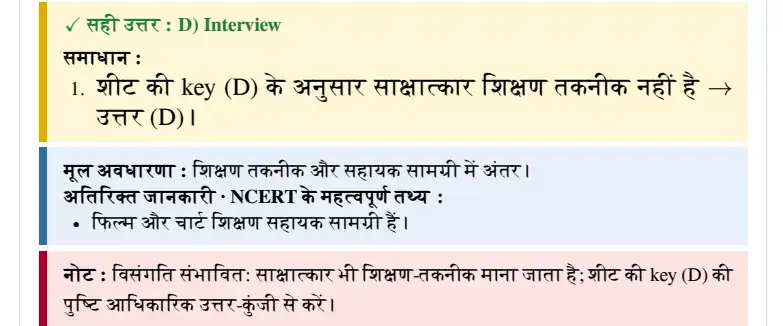 ✓ सही उत्तर : D) Interview
समाधान :
1. शीट की key (D) के अनुसार साक्षात्कार शिक्षण तकनीक नहीं है →
उत्तर (D)।
मूल अवधारणा : शिक्षण तकनीक और सहायक सामग्री में अंतर।
अतिरिक्त जानकारी · NCERT के महत्वपूर्ण तथ्य :
• फिल्म और चार्ट शिक्षण सहायक सामग्री हैं।
नोट : विसंगति संभावित: साक्षात्कार भी शिक्षण-तकनीक माना जाता है; शीट की key (D) की
पुष्टि आधिकारिक उत्तर-कुंजी से करें।